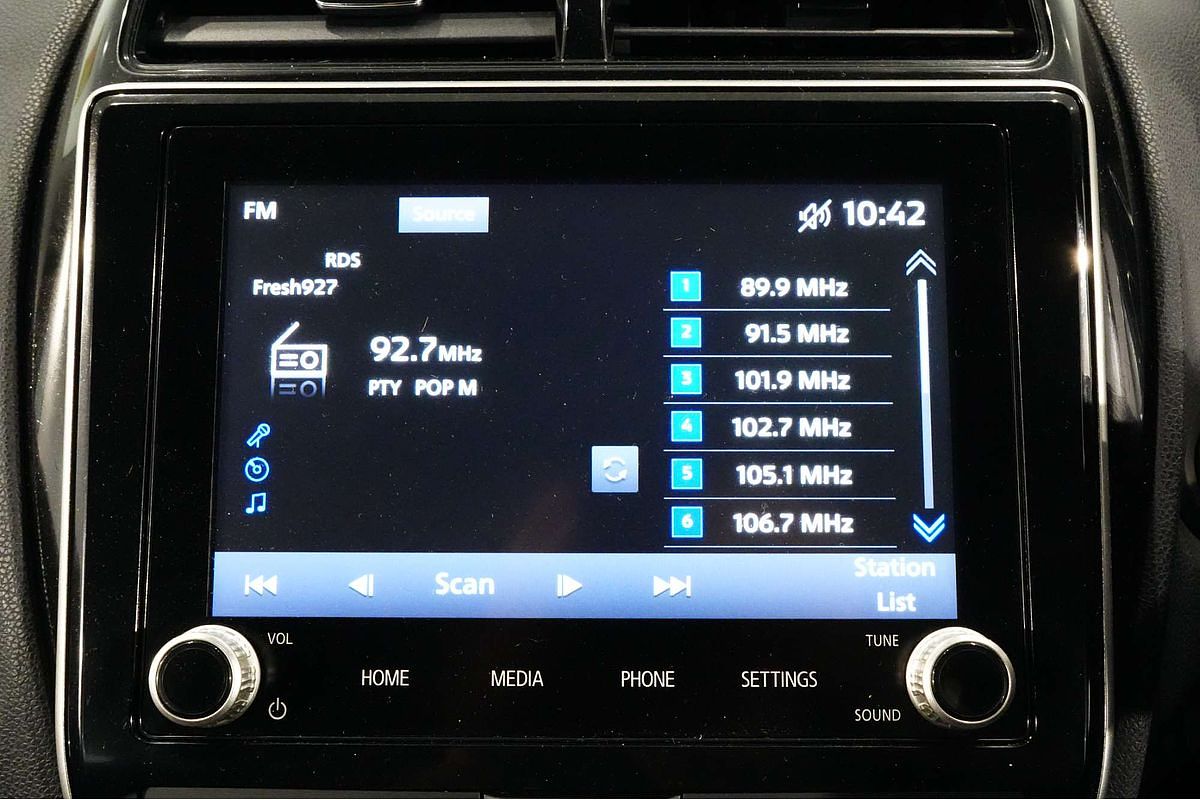 FM
Source
10:42
RDS
Fresh927
92.7MHz
PTY POP M
1 89.9 MHz
2 91.5 MHz
3 101.9 MHz
4 102.7 MHz
5 105.1 MHz
6 106.7 MHz
Scan
Station
List
VOL
HOME
MEDIA
PHONE
SETTINGS
TUNE
SOUND